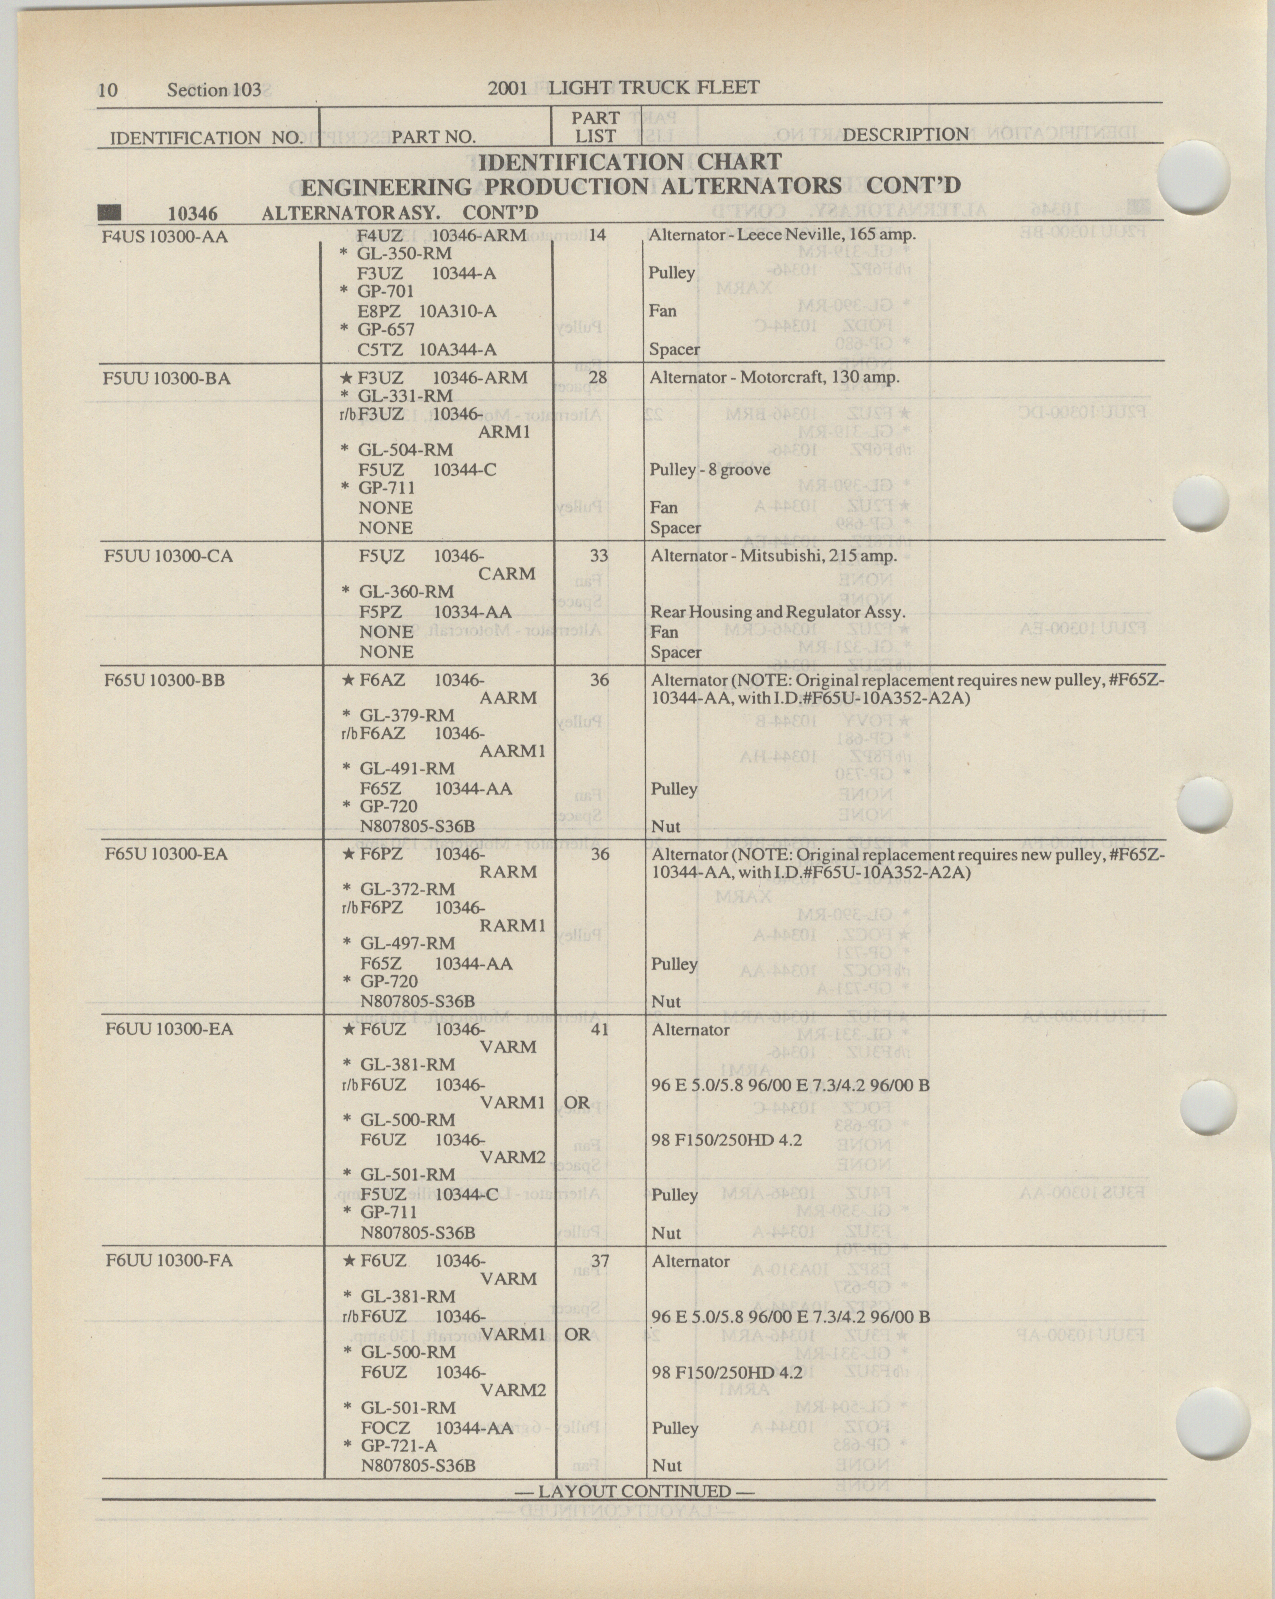 10 Section 103 2001 LIGHT TRUCK FLEET
IDENTIFICATION NO. PART NO. PART LIST DESCRIPTION
IDENTIFICATION CHART
ENGINEERING PRODUCTION ALTERNATORS CONT'D
10346 ALTERNATOR ASY. CONT'D
F4US 10300-AA F4UZ 10346-ARM 14 Alternator - Leece Neville, 165 amp.
* GL-350-RM
F3UZ 10344-A Pulley
* GP-701
E8PZ 10A310-A Fan
* GP-657
C5TZ 10A344-A Spacer
F5UU 10300-BA ★ F3UZ 10346-ARM 28 Alternator - Motorcraft, 130 amp.
* GL-331-RM
r/b F3UZ 10346-
ARM1
* GL-504-RM
F5UZ 10344-C Pulley - 8 groove
* GP-711
NONE Fan
NONE Spacer
F5UU 10300-CA F5UZ 10346- 33 Alternator - Mitsubishi, 215 amp.
CARM
* GL-360-RM
F5PZ 10334-AA Rear Housing and Regulator Assy.
NONE Fan
NONE Spacer
F65U 10300-BB ★ F6AZ 10346- 36 Alternator (NOTE: Original replacement requires new pulley, #F65Z-
AARM 10344-AA, with I.D.#F65U-10A352-A2A)
* GL-379-RM
r/b F6AZ 10346-
AARM1
* GL-491-RM
F65Z 10344-AA Pulley
* GP-720
N807805-S36B Nut
F65U 10300-EA ★ F6PZ 10346- 36 Alternator (NOTE: Original replacement requires new pulley, #F65Z-
RARM 10344-AA, with I.D.#F65U-10A352-A2A)
* GL-372-RM
r/b F6PZ 10346-
RARM1
* GL-497-RM
F65Z 10344-AA Pulley
* GP-720
N807805-S36B Nut
F6UU 10300-EA ★ F6UZ 10346- 41 Alternator
VARM
* GL-381-RM
r/b F6UZ 10346- 96 E 5.0/5.8 96/00 E 7.3/4.2 96/00 B
VARM1 OR
* GL-500-RM
F6UZ 10346- 98 F150/250HD 4.2
VARM2
* GL-501-RM
F5UZ 10344-C Pulley
* GP-711
N807805-S36B Nut
F6UU 10300-FA ★ F6UZ 10346- 37 Alternator
VARM
* GL-381-RM
r/b F6UZ 10346- 96 E 5.0/5.8 96/00 E 7.3/4.2 96/00 B
VARM1 OR
* GL-500-RM
F6UZ 10346- 98 F150/250HD 4.2
VARM2
* GL-501-RM
FOCZ 10344-AA Pulley
* GP-721-A
N807805-S36B Nut
— LAYOUT CONTINUED —